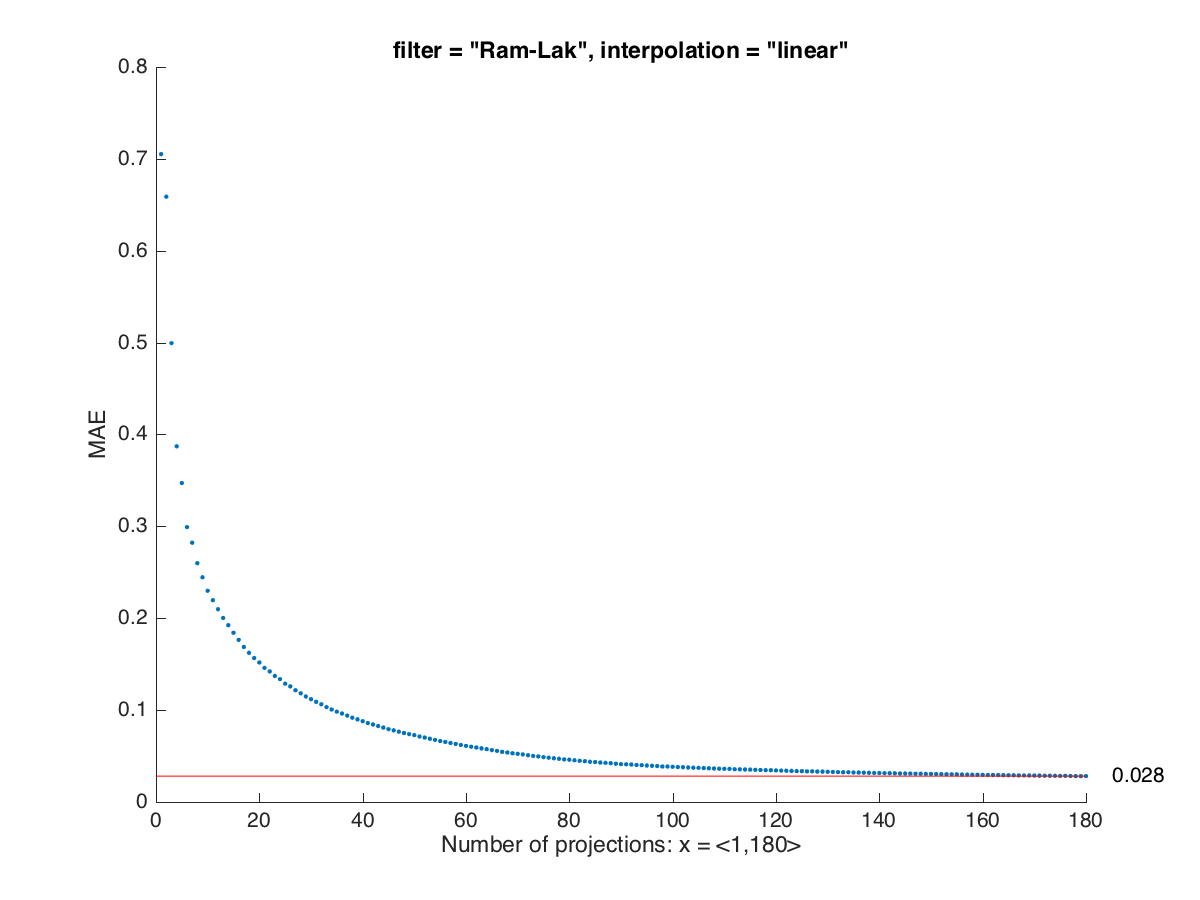 filter = "Ram-Lak", interpolation = "linear"
0.8
0.7
0.6
0.5
0.4
0.3
0.2
0.1
0
MAE
0.028
0 20 40 60 80 100 120 140 160 180
Number of projections: x = <1,180>